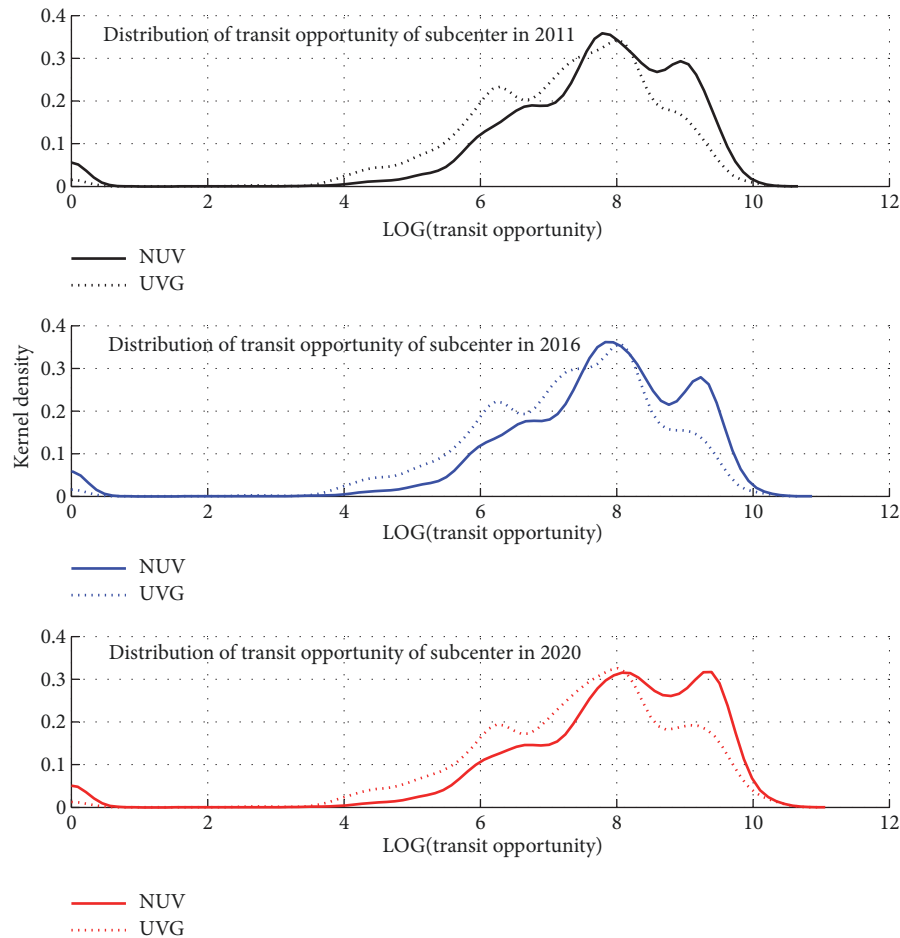 0.4
Distribution of transit opportunity of subcenter in 2011
0.3
0.2
0.1
0
0 2 4 6 8 10 12
LOG(transit opportunity)
NUV
UVG
Kernel density
0.4
Distribution of transit opportunity of subcenter in 2016
0.3
0.2
0.1
0
0 2 4 6 8 10 12
LOG(transit opportunity)
NUV
UVG
0.4
Distribution of transit opportunity of subcenter in 2020
0.3
0.2
0.1
0
0 2 4 6 8 10 12
LOG(transit opportunity)
NUV
UVG